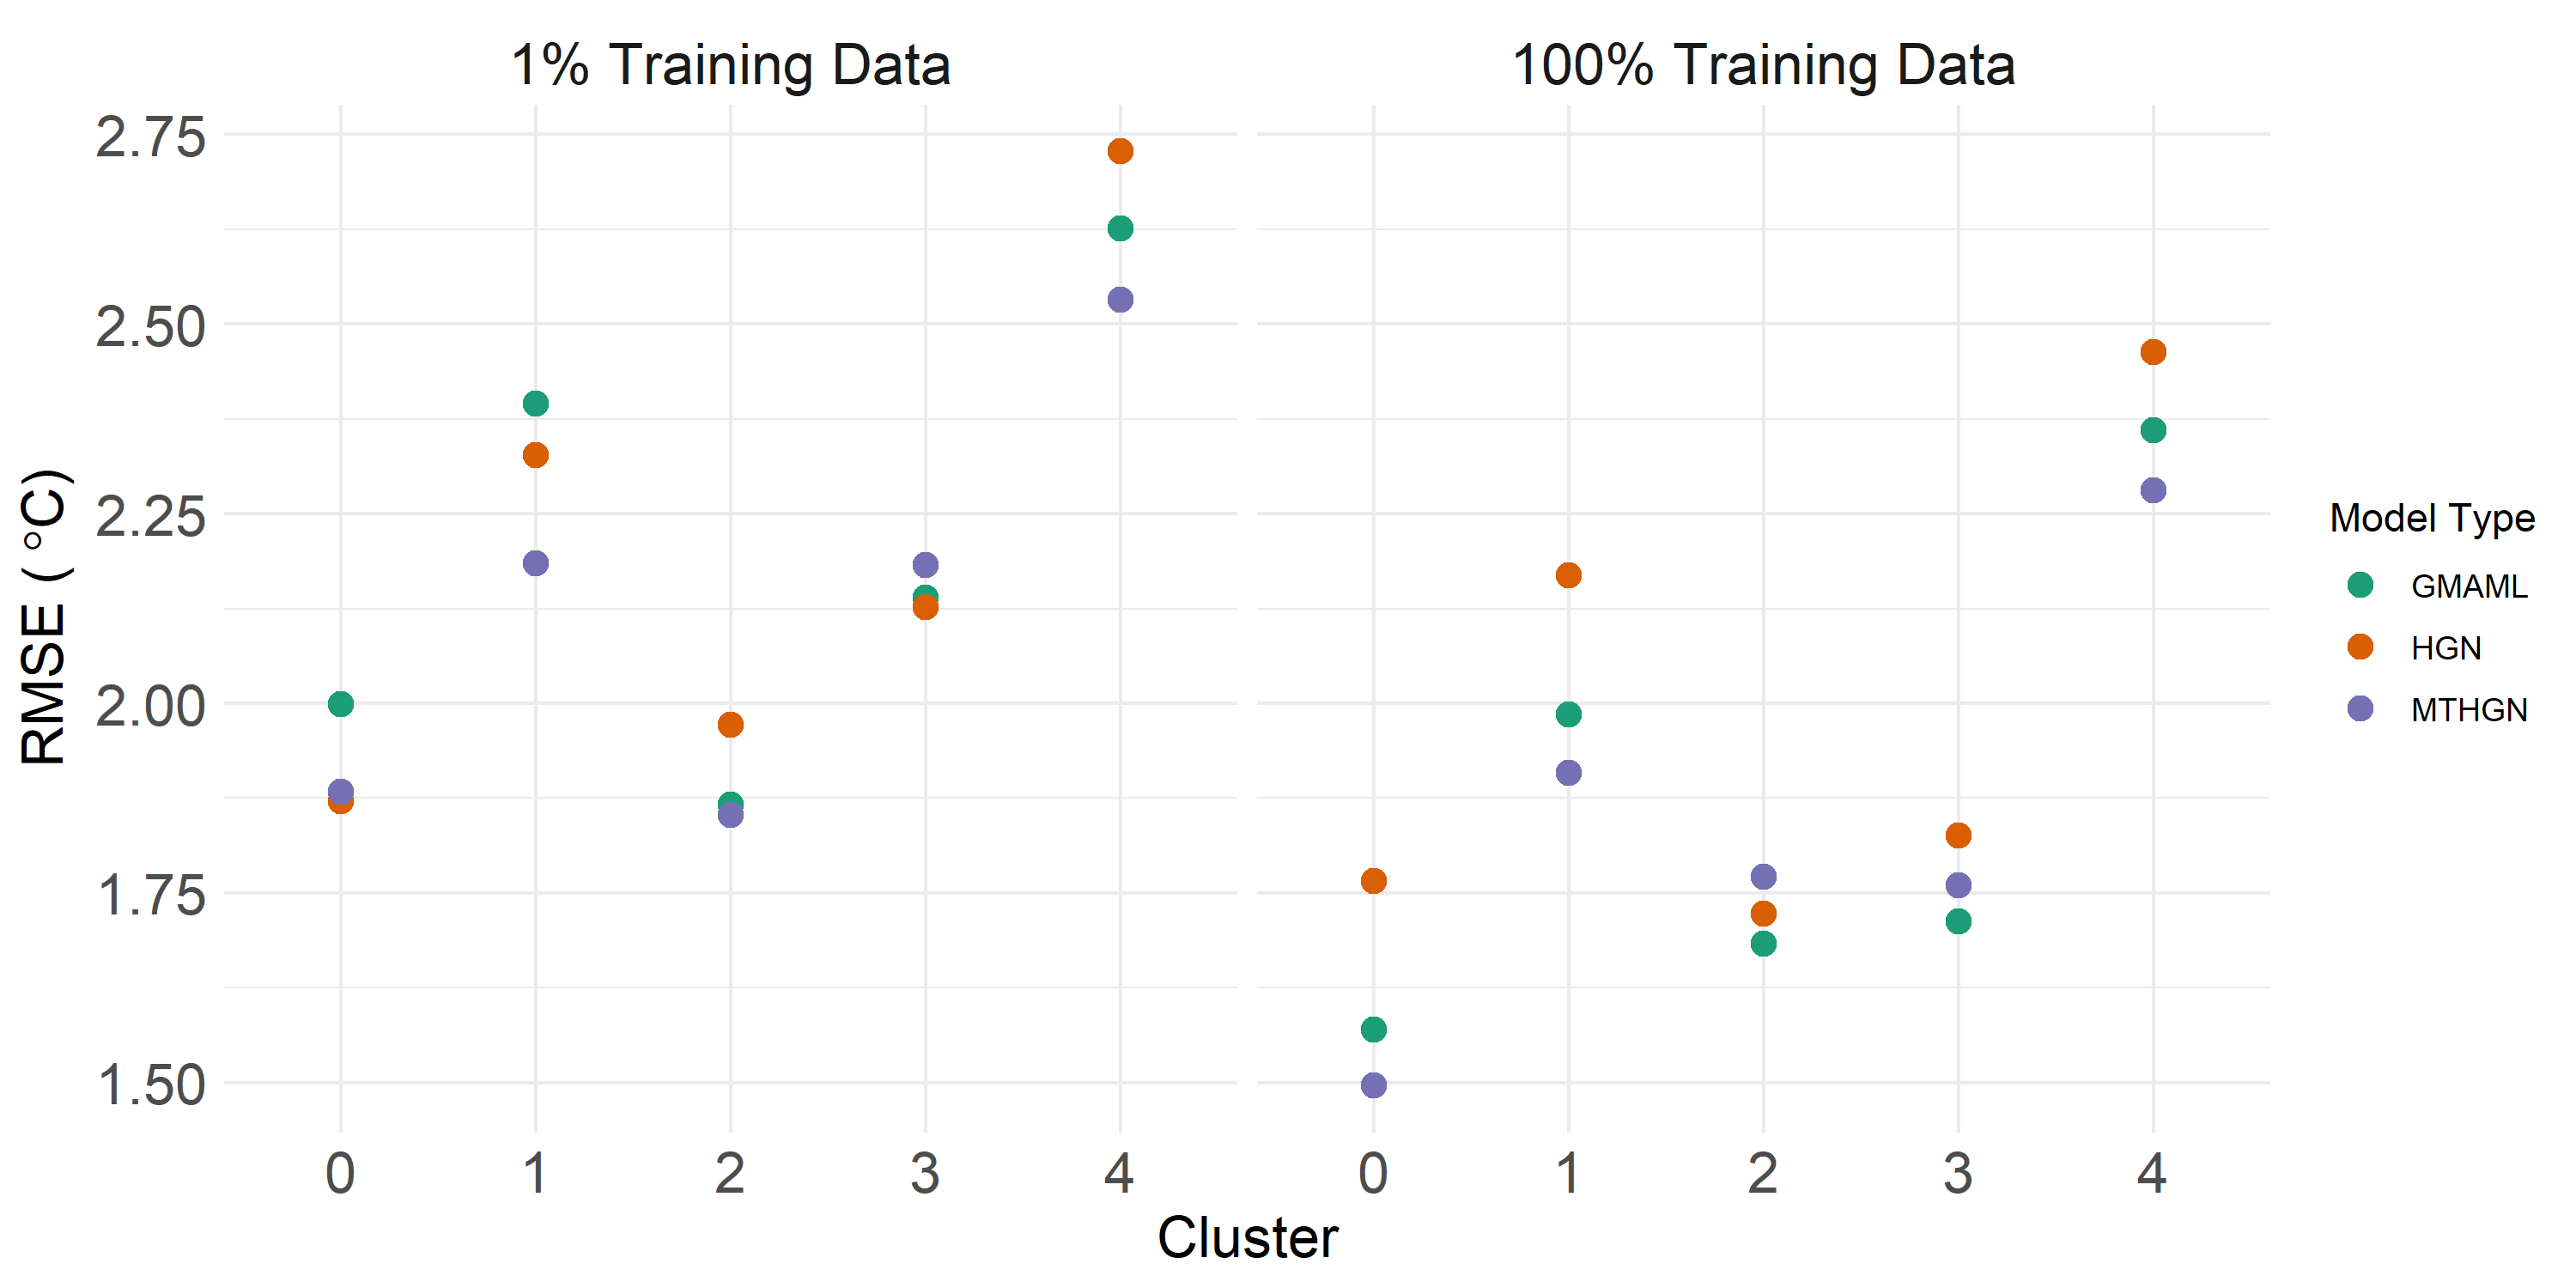 1% Training Data
100% Training Data
2.75
2.50
2.25
2.00
1.75
1.50
RMSE ( °C)
0 1 2 3 4
0 1 2 3 4
Cluster
Model Type
GMAML
HGN
MTHGN